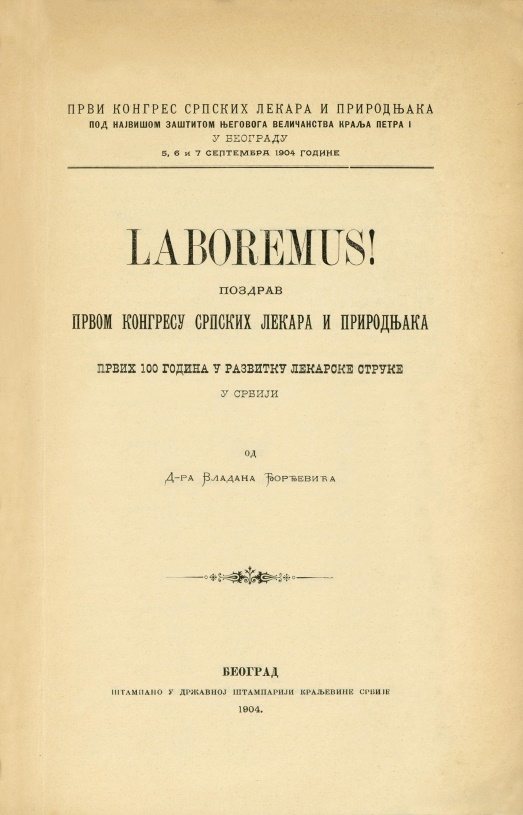 ПРВИ КОНГРЕС СРПСКИХ ЛЕКАРА И ПРИРОДЊАКА
ПОД НАЈВИШОМ ЗАШТИТОМ ЊЕГОВОГА ВЕЛИЧАНСТВА КРАЉА ПЕТРА I
У БЕОГРАДУ
5, 6 и 7 СЕПТЕМБРА 1904 ГОДИНЕ
LABOREMUS!
ПОЗДРАВ
ПРВОМ КОНГРЕСУ СРПСКИХ ЛЕКАРА И ПРИРОДЊАКА
ПРВИХ 100 ГОДИНА У РАЗВИТКУ ЛЕКАРСКЕ СТРУКЕ
У СРБИЈИ
ОД
Д-РА ВЛАДАНА ЂОРЂЕВИЋА
БЕОГРАД
ШТАМПАНО У ДРЖАВНОЈ ШТАМПАРИЈИ КРАЉЕВИНЕ СРБИЈЕ
1904.